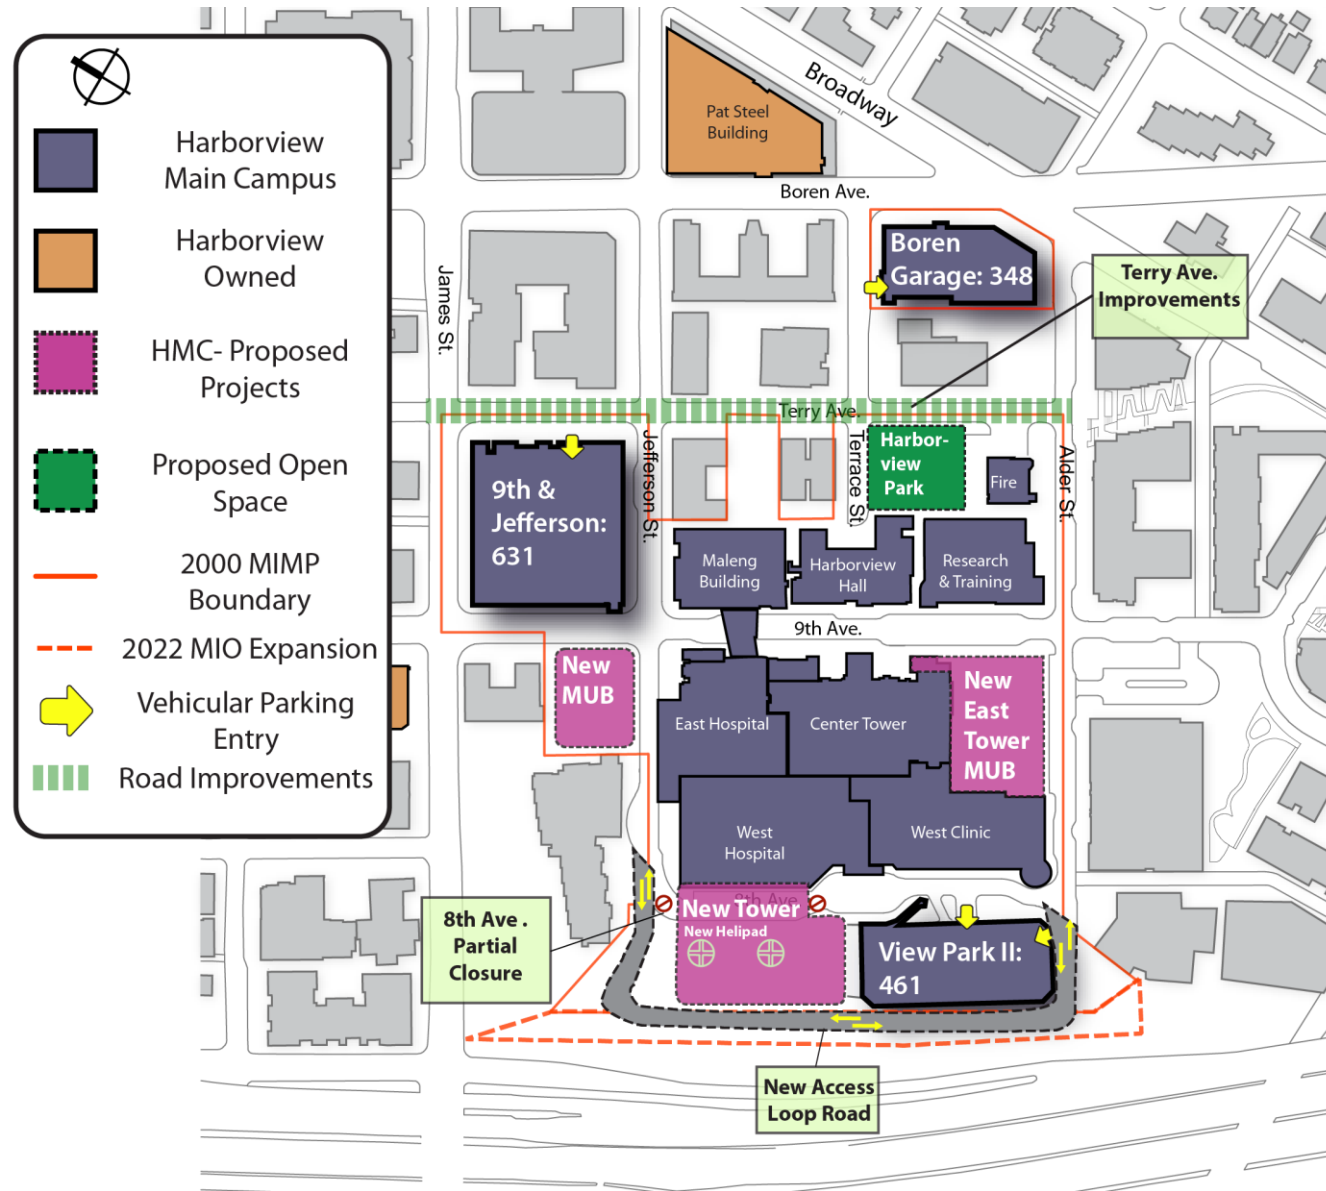 Harborview
Main Campus
Harborview
Owned
HMC- Proposed
Projects
Proposed Open
Space
2000 MIMP
Boundary
2022 MIO Expansion
Vehicular Parking
Entry
Road Improvements
Broadway
Pat Steel
Building
Boren Ave.
Boren
Garage: 348
Terry Ave.
Improvements
James St.
Terry Ave.
Jefferson St.
Terrace St.
Alder St.
Harbor-
view
Park
Fire
9th &
Jefferson:
631
Maleng
Building
Harborview
Hall
Research
& Training
9th Ave.
New
MUB
East Hospital
Center Tower
New
East
Tower
MUB
West
Hospital
West Clinic
8th Ave.
New Tower
New Helipad
8th Ave .
Partial
Closure
View Park II:
461
New Access
Loop Road